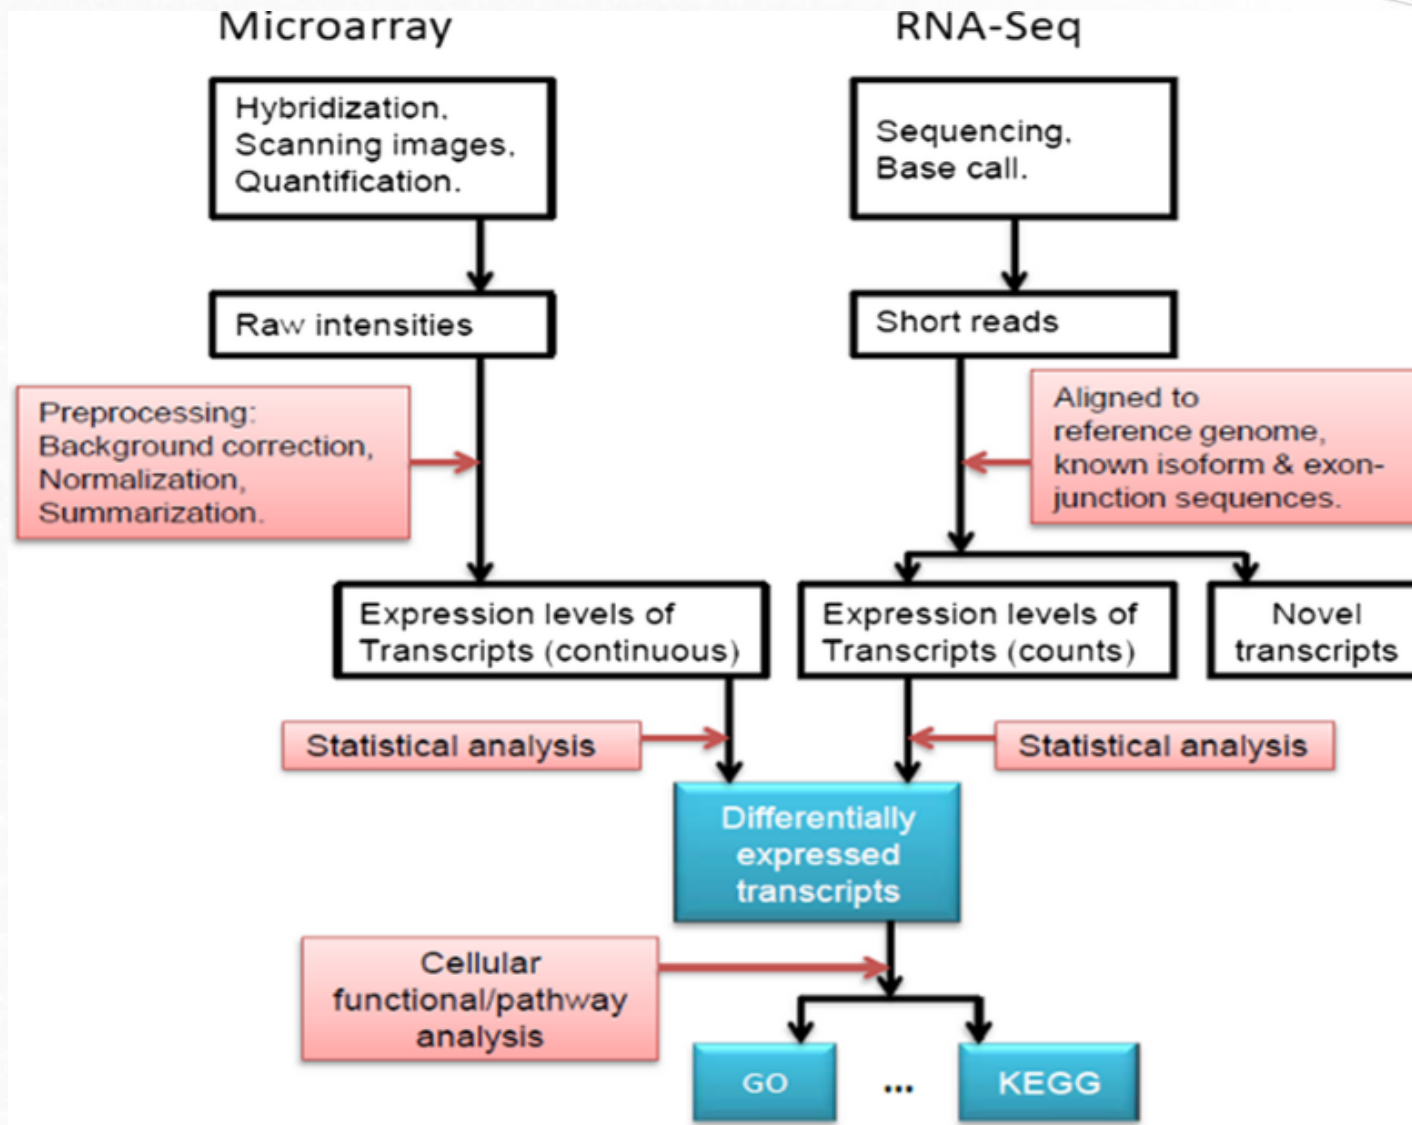 Microarray
RNA-Seq
Hybridization,
Scanning images,
Quantification.
Sequencing,
Base call.
Raw intensities
Short reads
Preprocessing:
Background correction,
Normalization,
Summarization.
Aligned to
reference genome,
known isoform & exon-
junction sequences.
Expression levels of
Transcripts (continuous)
Expression levels of
Transcripts (counts)
Novel
transcripts
Statistical analysis
Statistical analysis
Differentially
expressed
transcripts
Cellular
functional/pathway
analysis
GO
...
KEGG